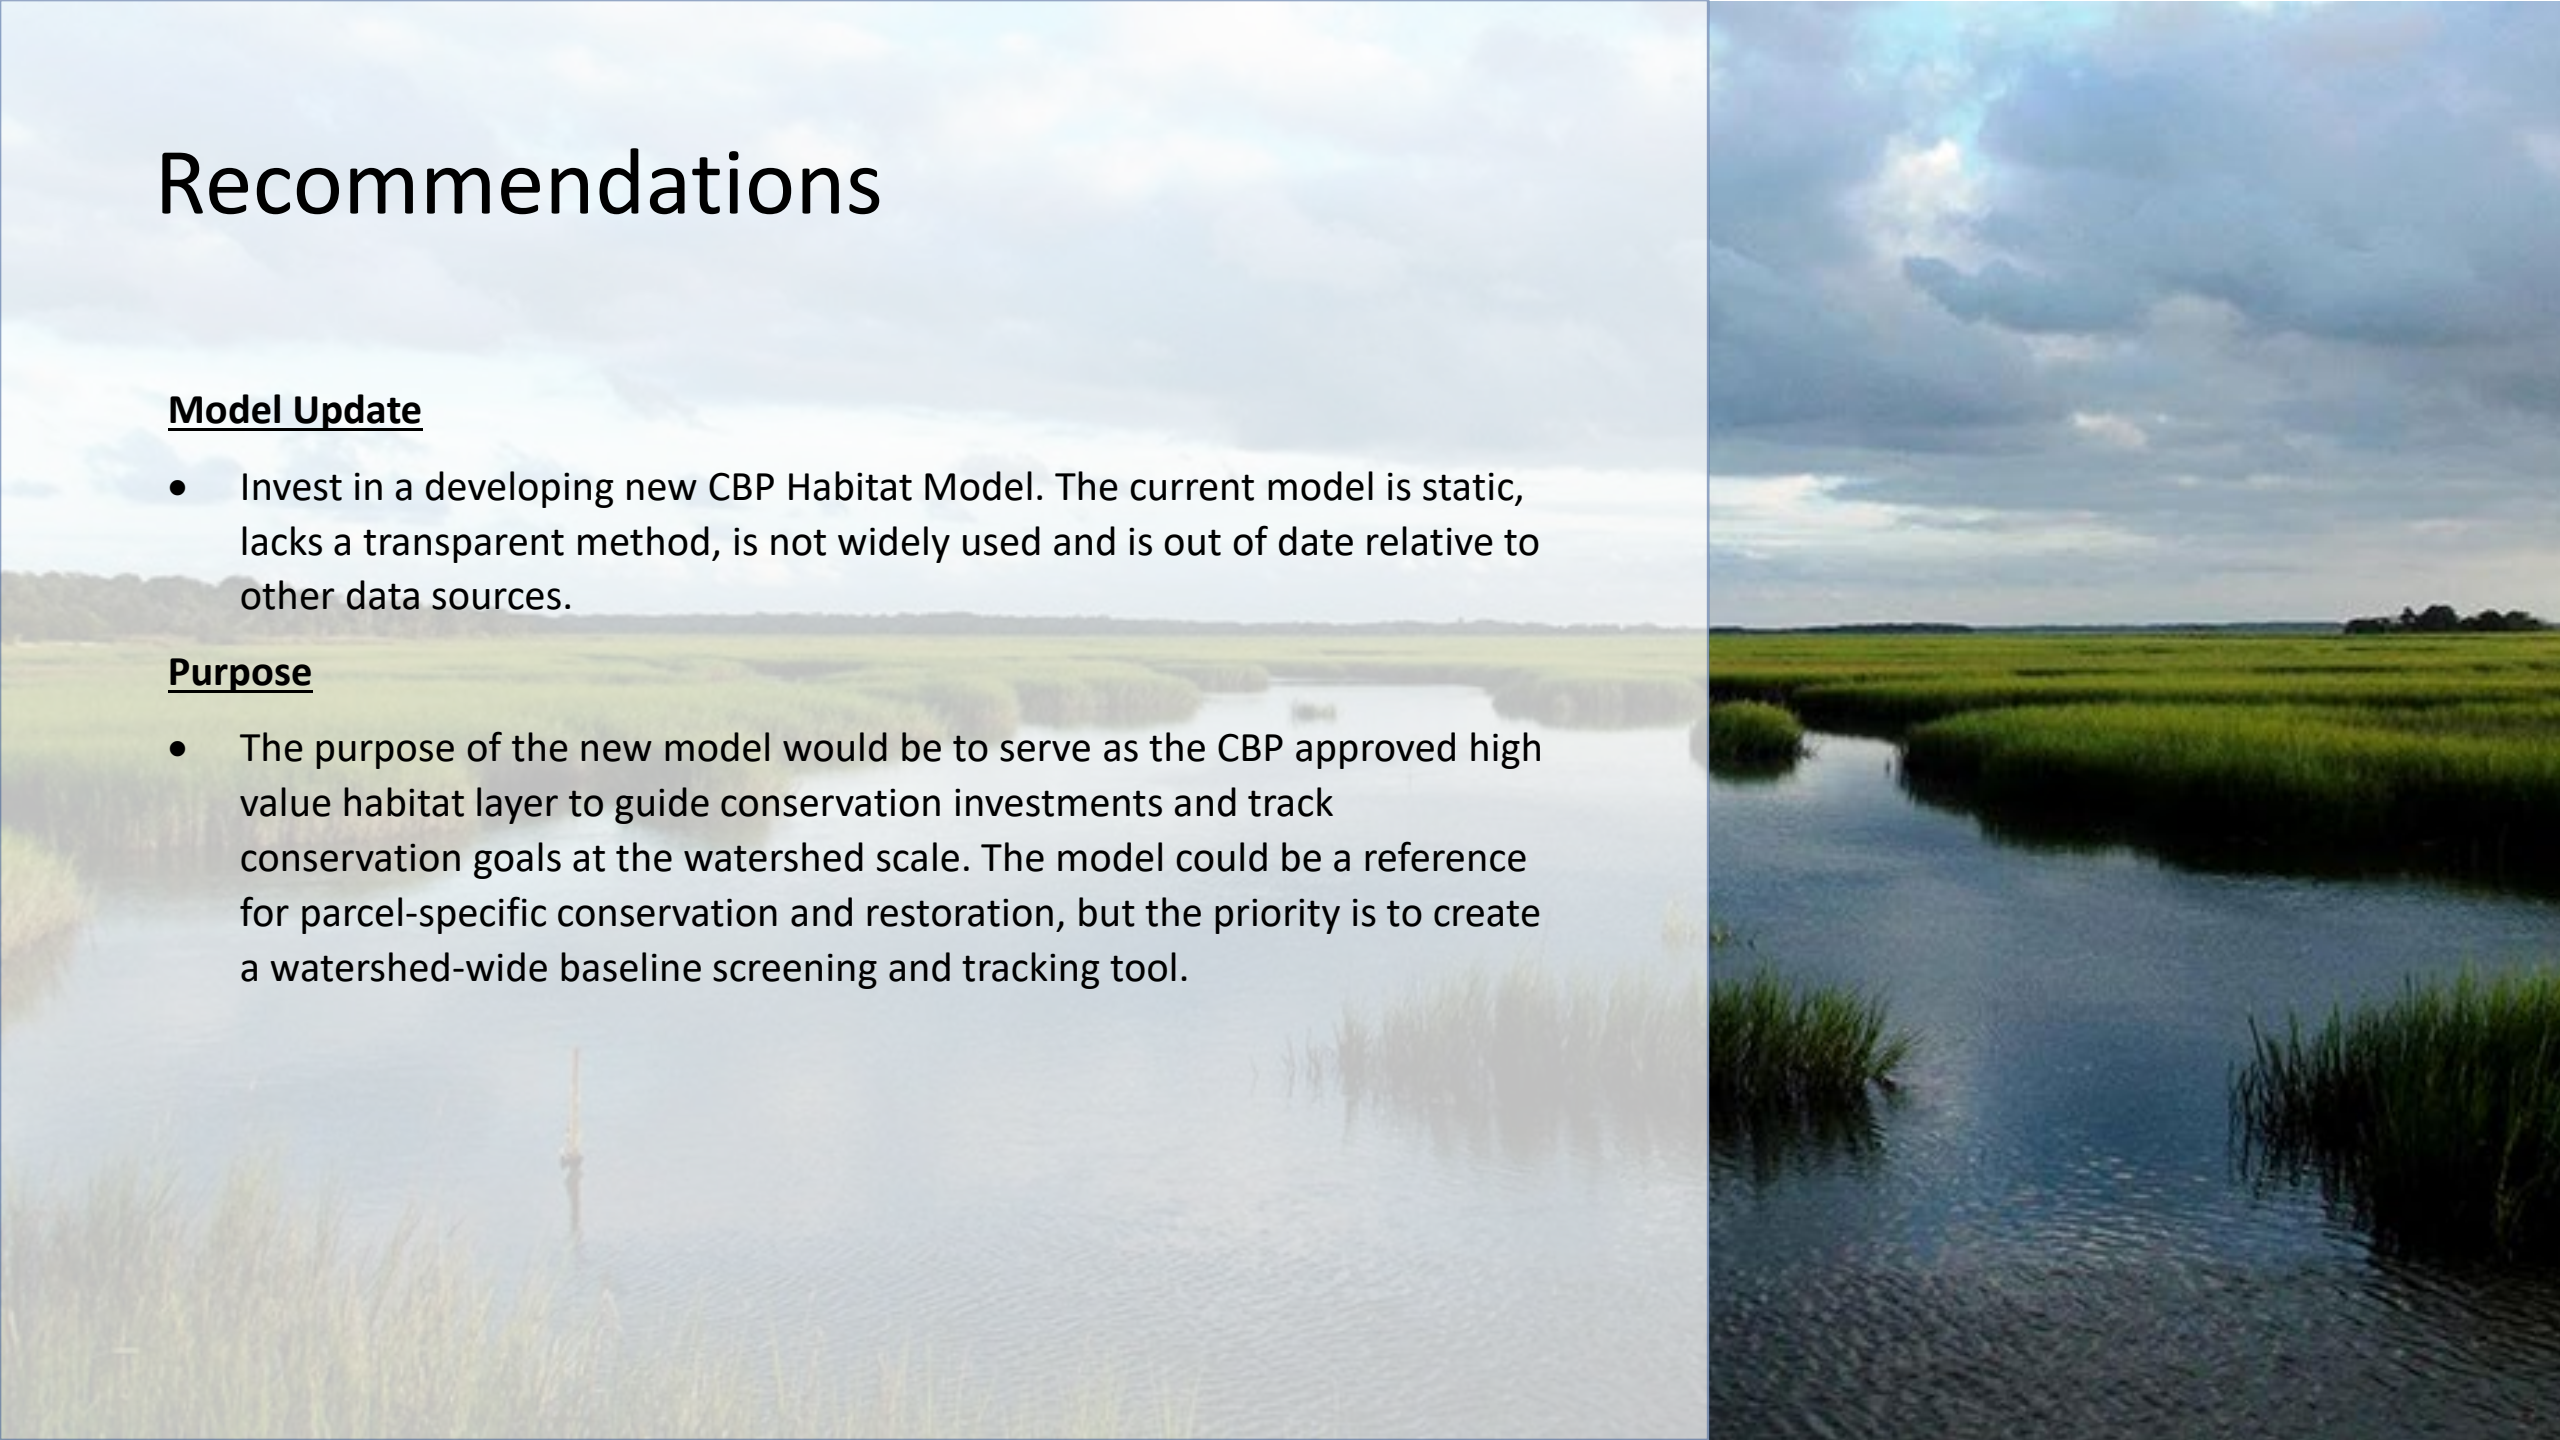 Recommendations
Model Update
• Invest in a developing new CBP Habitat Model. The current model is static,
lacks a transparent method, is not widely used and is out of date relative to
other data sources.
Purpose
• The purpose of the new model would be to serve as the CBP approved high
value habitat layer to guide conservation investments and track
conservation goals at the watershed scale. The model could be a reference
for parcel-specific conservation and restoration, but the priority is to create
a watershed-wide baseline screening and tracking tool.